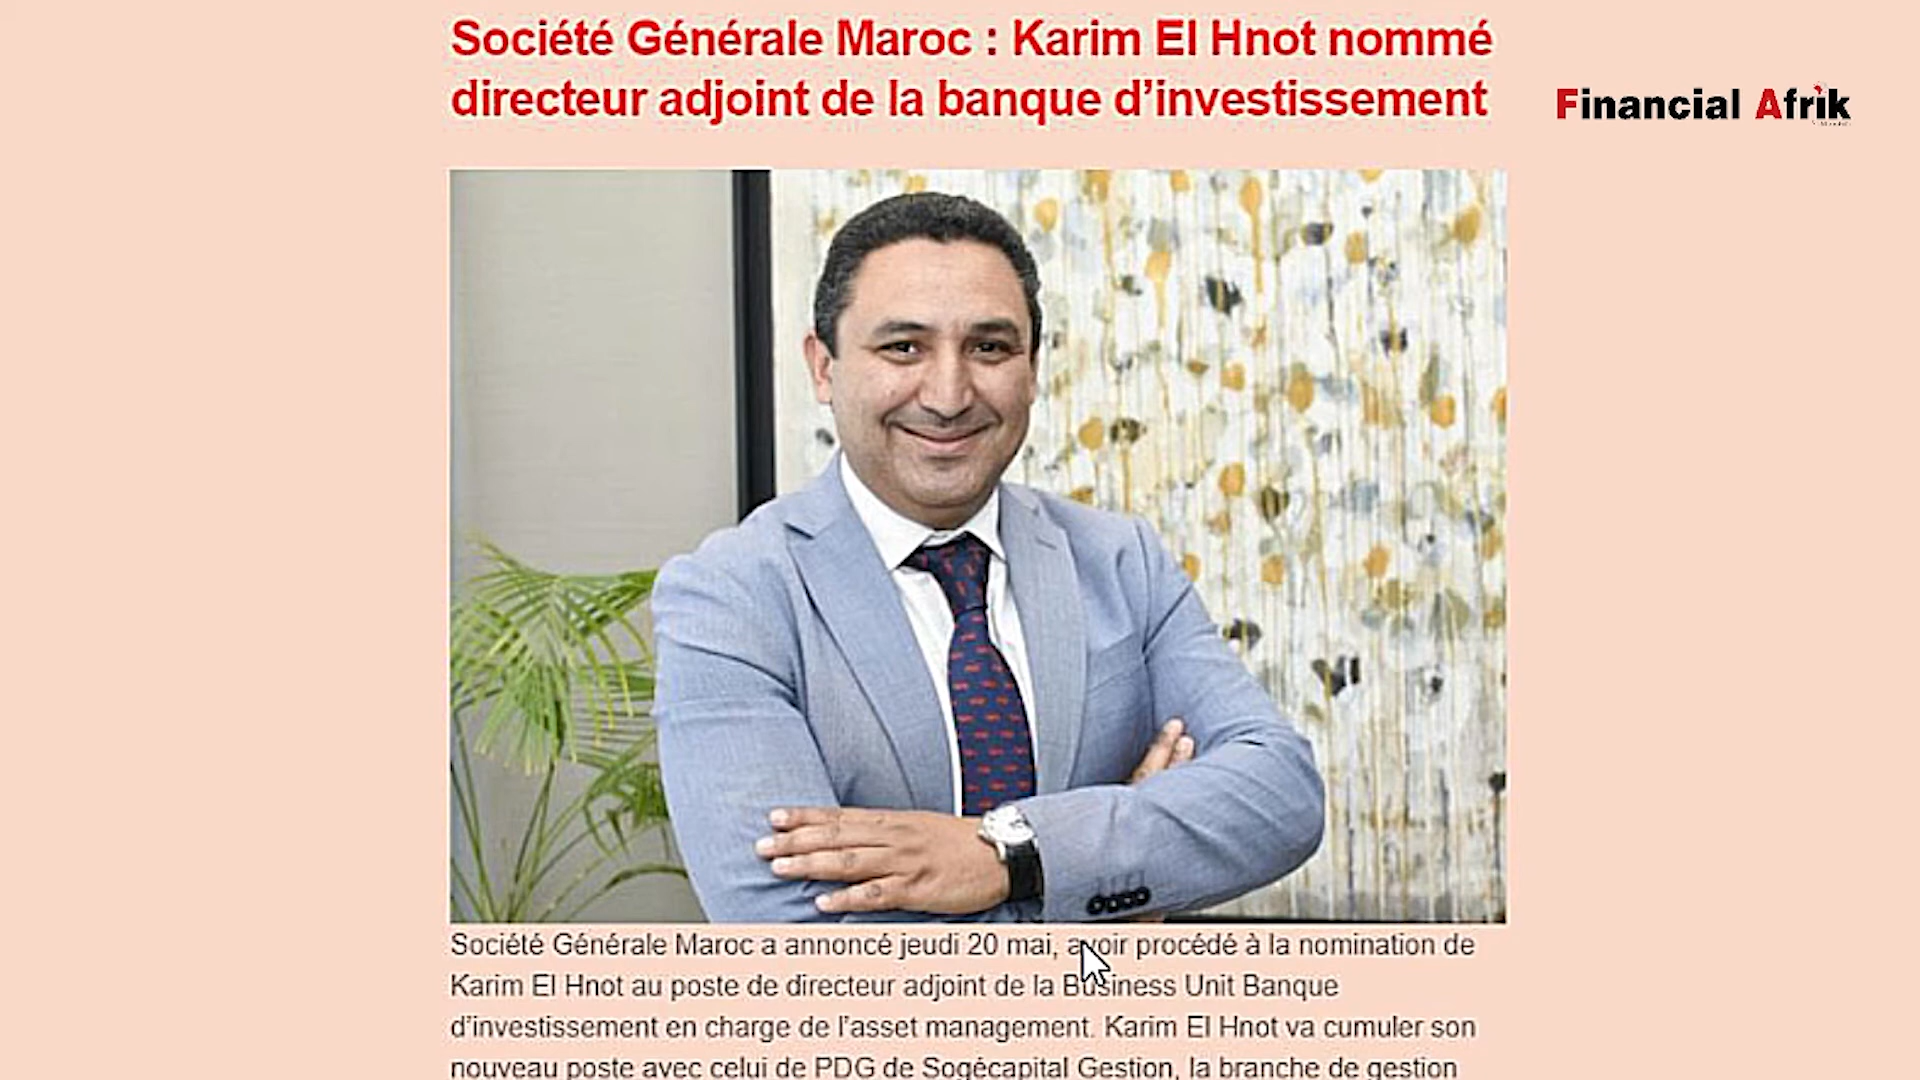 Société Générale Maroc : Karim El Hnot nommé
directeur adjoint de la banque d’investissement
Financial Afrik
Société Générale Maroc a annoncé jeudi 20 mai, avoir procédé à la nomination de
Karim El Hnot au poste de directeur adjoint de la Business Unit Banque
d’investissement en charge de l’asset management. Karim El Hnot va cumuler son
nouveau poste avec celui de PDG de Sogécapital Gestion, la branche de gestion